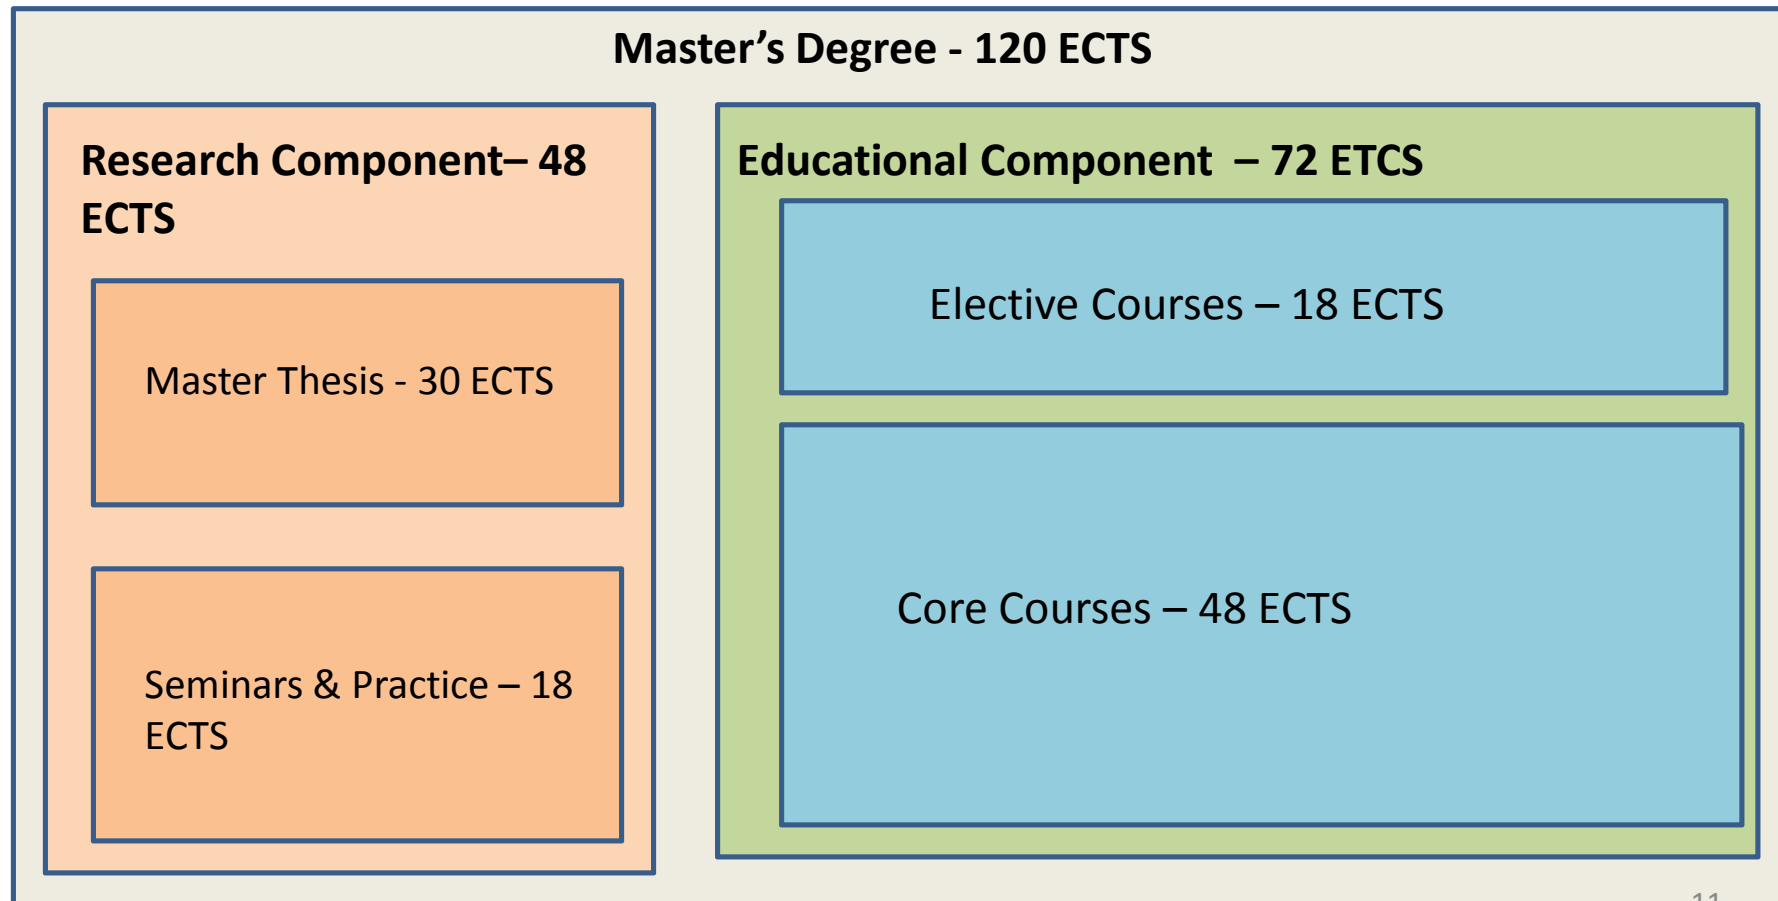 Master’s Degree - 120 ECTS
Research Component– 48
ECTS
Master Thesis - 30 ECTS
Seminars & Practice – 18
ECTS
Educational Component – 72 ETCS
Elective Courses – 18 ECTS
Core Courses – 48 ECTS
11